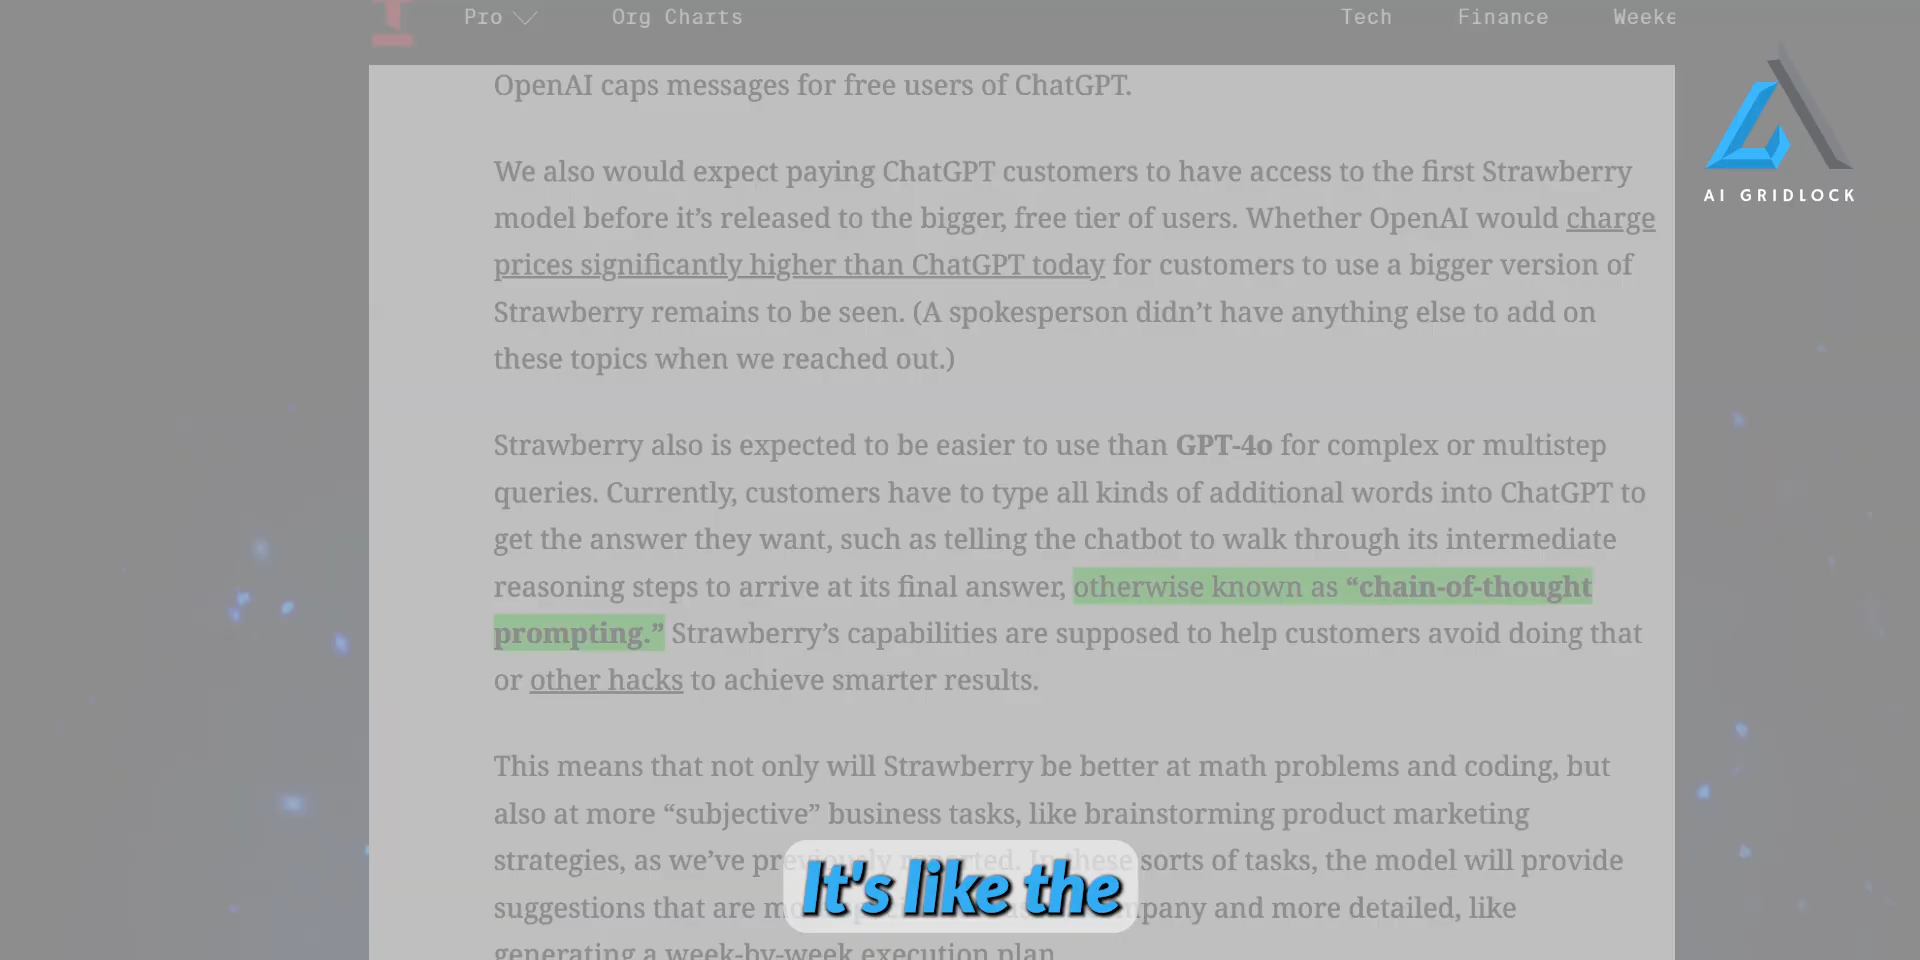 Pro Org Charts Tech Finance Weeke
OpenAI caps messages for free users of ChatGPT.
AI GRIDLOCK
We also would expect paying ChatGPT customers to have access to the first Strawberry
model before it’s released to the bigger, free tier of users. Whether OpenAI would charge
prices significantly higher than ChatGPT today for customers to use a bigger version of
Strawberry remains to be seen. (A spokesperson didn’t have anything else to add on
these topics when we reached out.)
Strawberry also is expected to be easier to use than GPT-4o for complex or multistep
queries. Currently, customers have to type all kinds of additional words into ChatGPT to
get the answer they want, such as telling the chatbot to walk through its intermediate
reasoning steps to arrive at its final answer, otherwise known as “chain-of-thought
prompting.” Strawberry’s capabilities are supposed to help customers avoid doing that
or other hacks to achieve smarter results.
This means that not only will Strawberry be better at math problems and coding, but
also at more “subjective” business tasks, like brainstorming product marketing
strategies, as we’ve previously reported. In these sorts of tasks, the model will provide
It's like the
suggestions that are and more detailed, like
generating a week-by-week execution plan